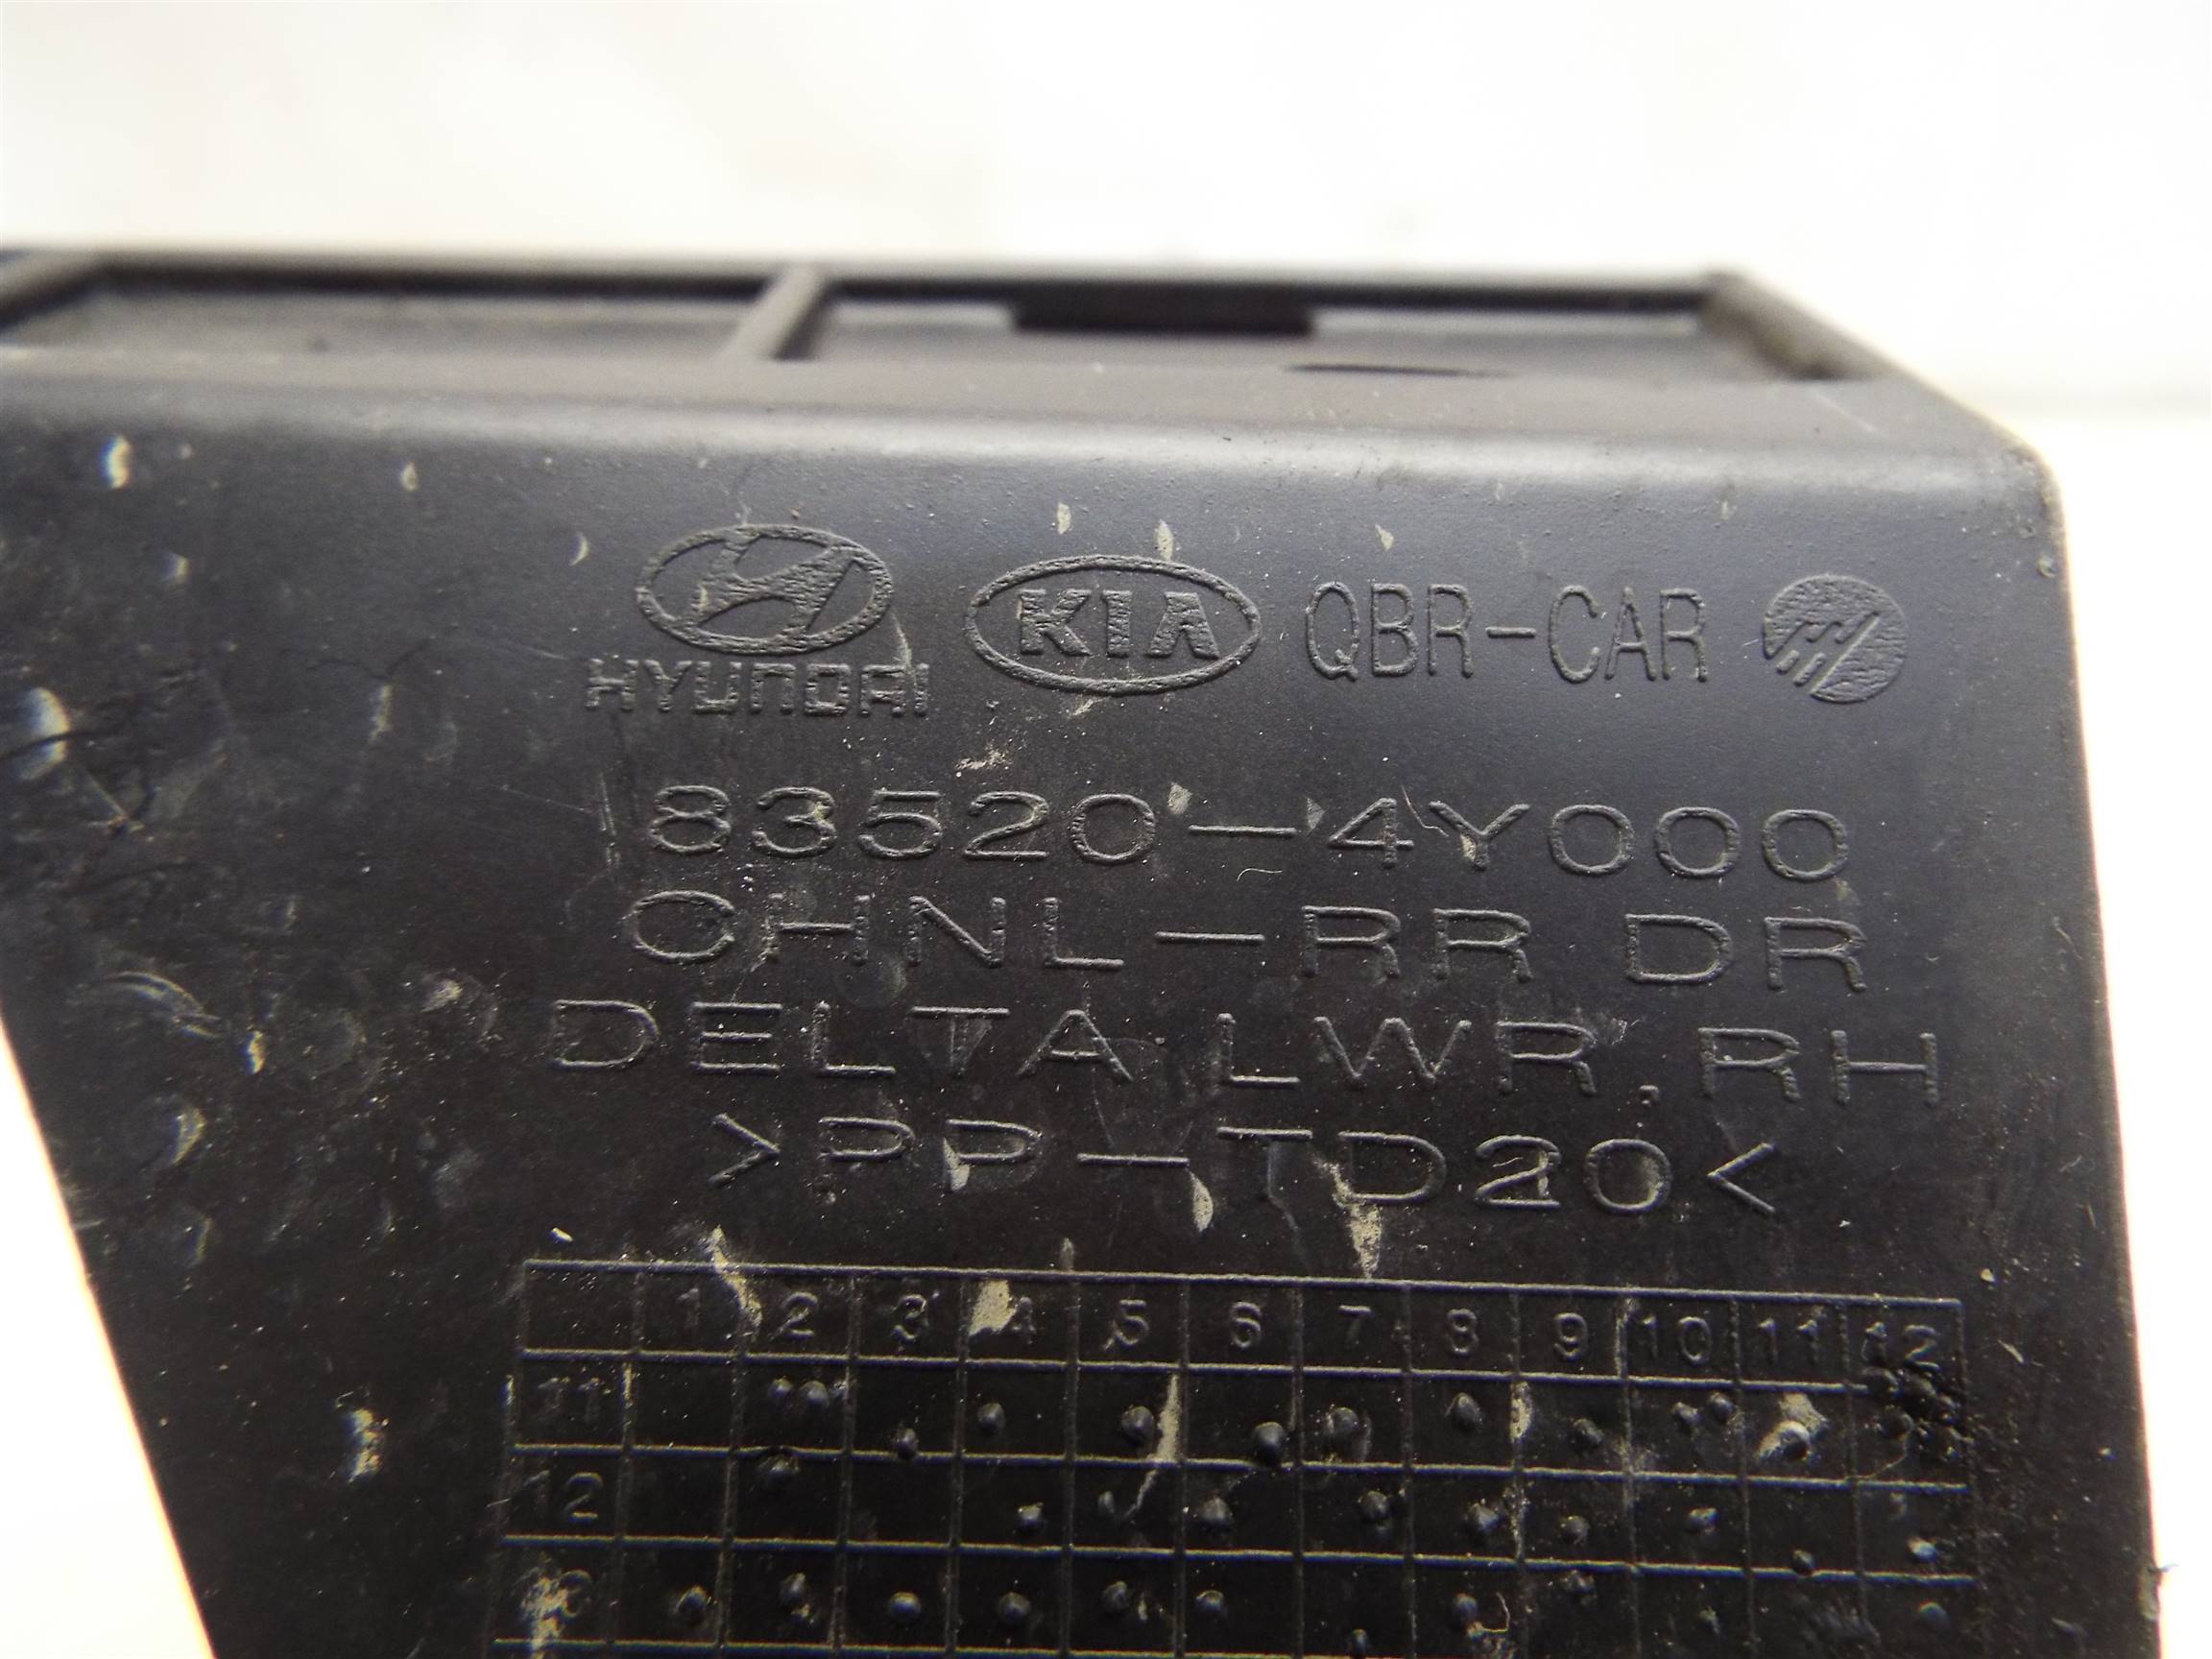 HYUNDAI KIA QBR-CAR
83520-4Y000
CHNL-RR DR
DELTA LWR,RH
>PP-TD20<
1 2 3 4 5 6 7 8 9 10 11 12
11
12
13